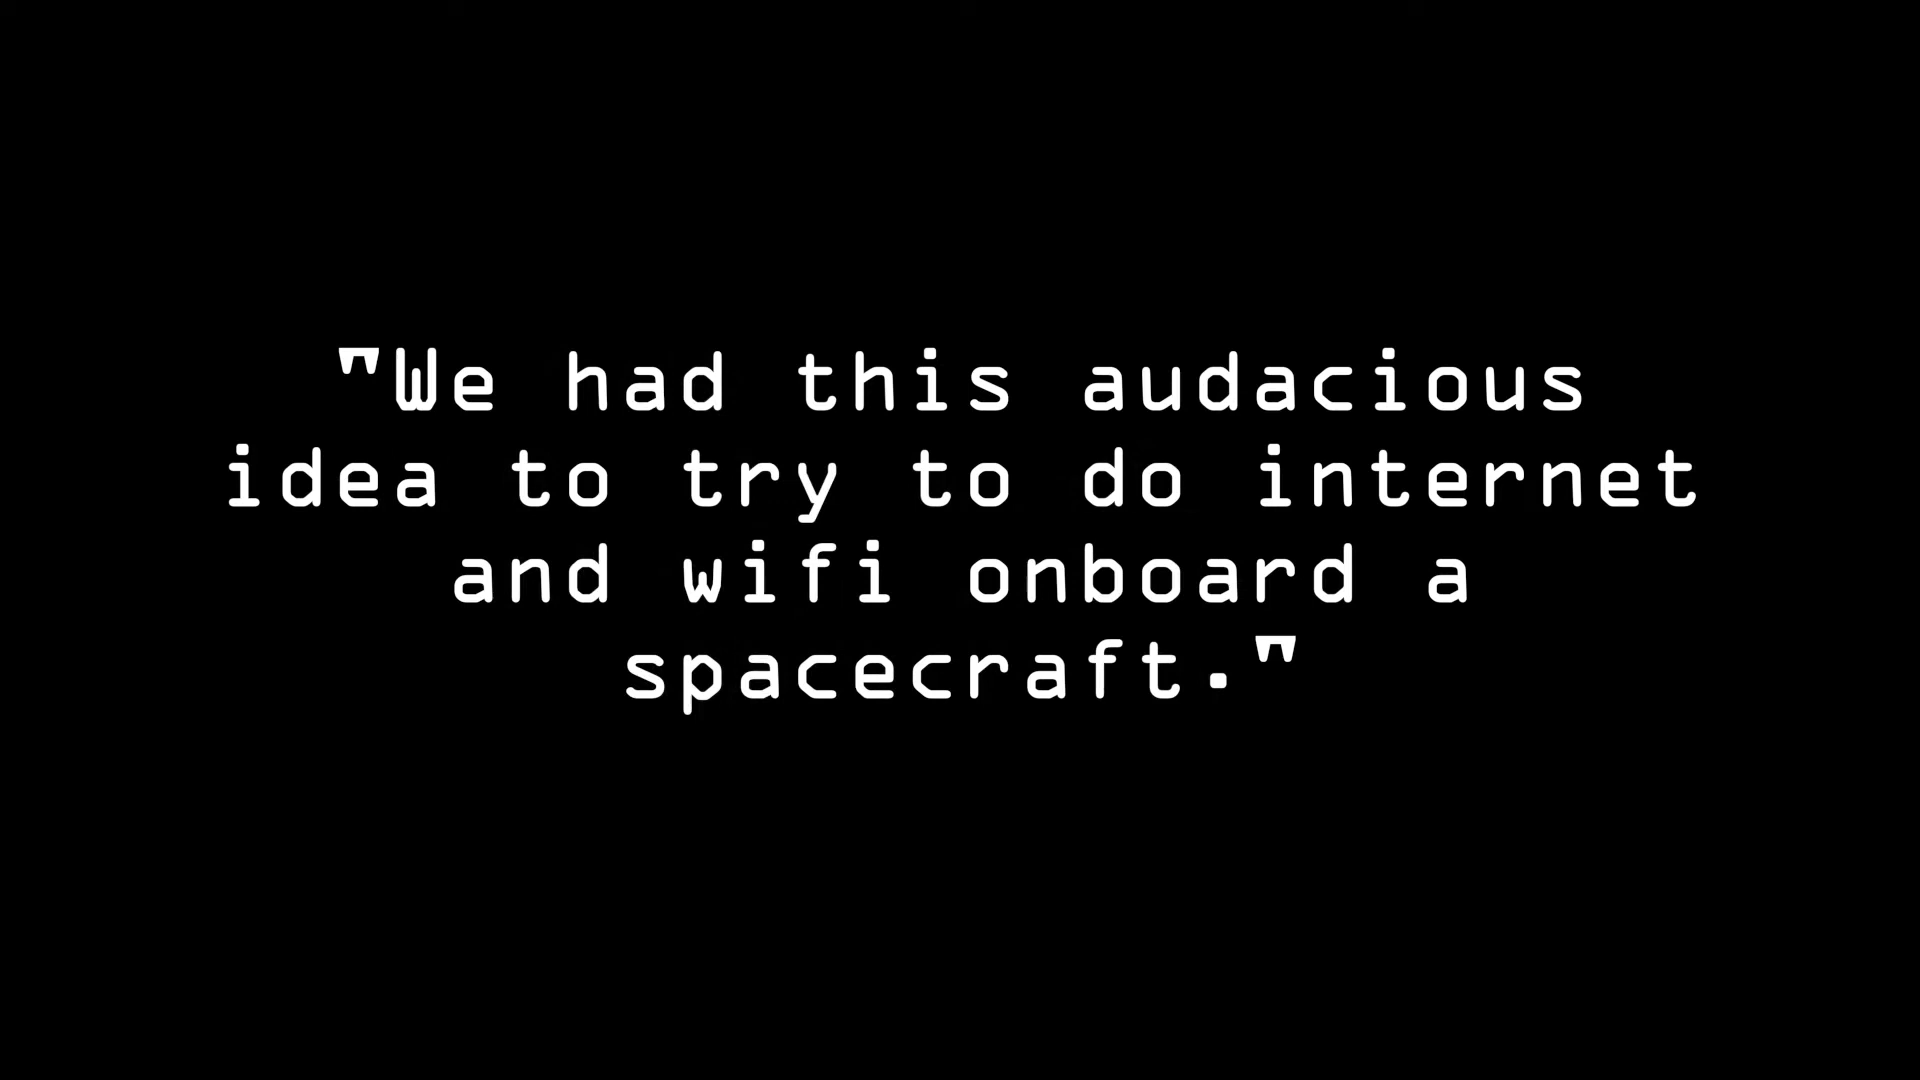 "We had this audacious
idea to try to do internet
and wifi onboard a
spacecraft."